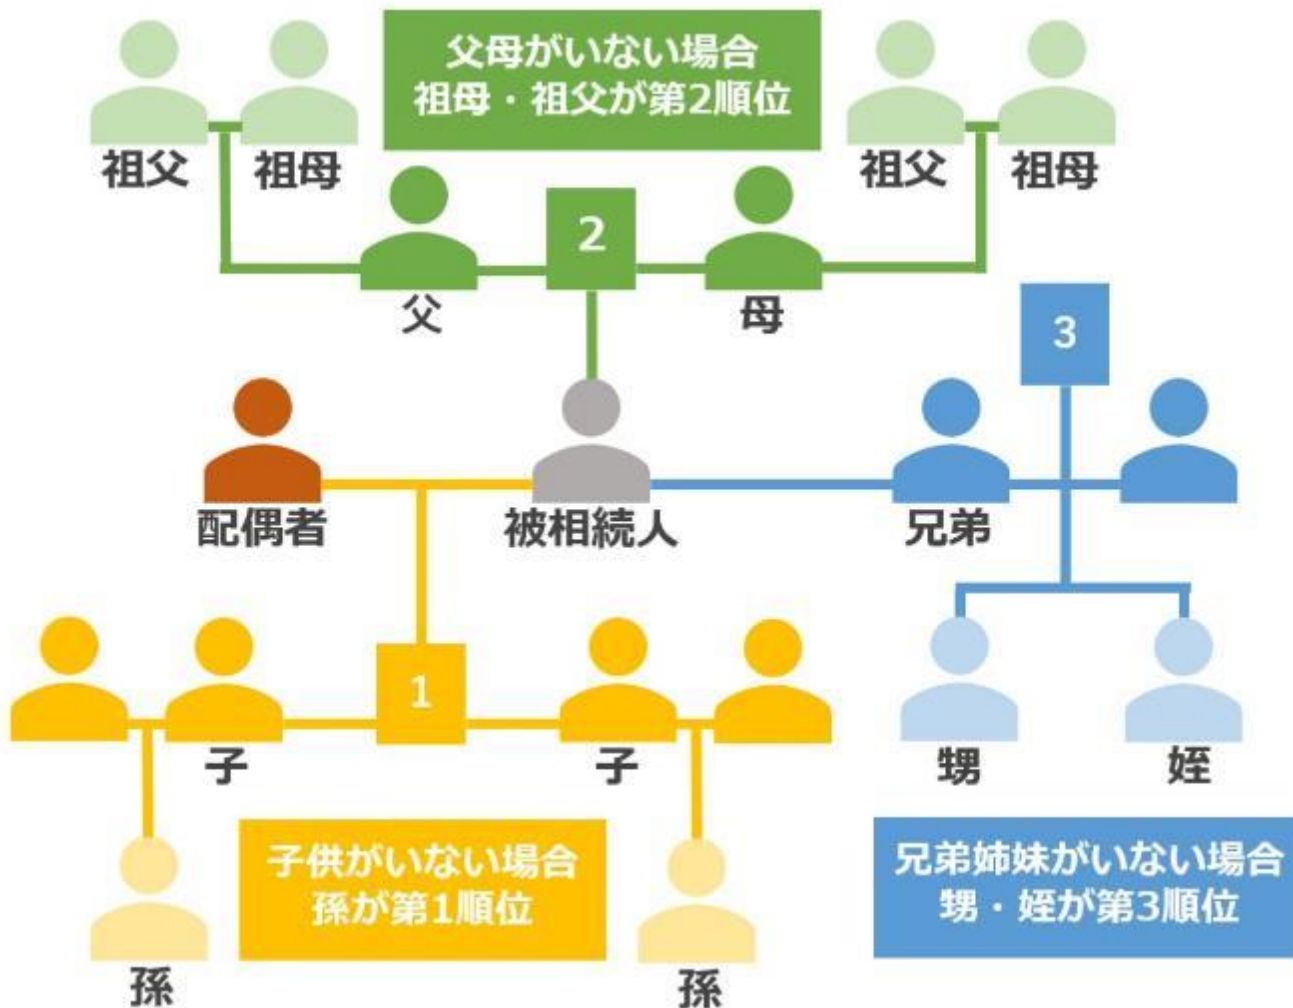 父母がいない場合
祖母・祖父が第2順位
祖父
祖母
祖父
祖母
2
父
母
3
配偶者
被相続人
兄弟
1
子
子
甥
姪
子供がいない場合
孫が第1順位
兄弟姉妹がいない場合
甥・姪が第3順位
孫
孫